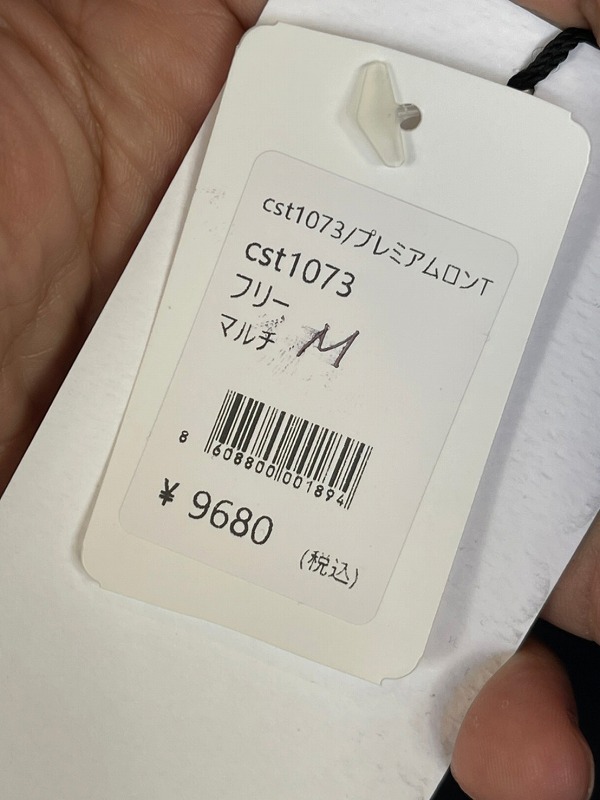 cst1073/プレミアムロンT
cst1073
フリー
マルチ M
8 608800 001894
¥ 9680
(税込)